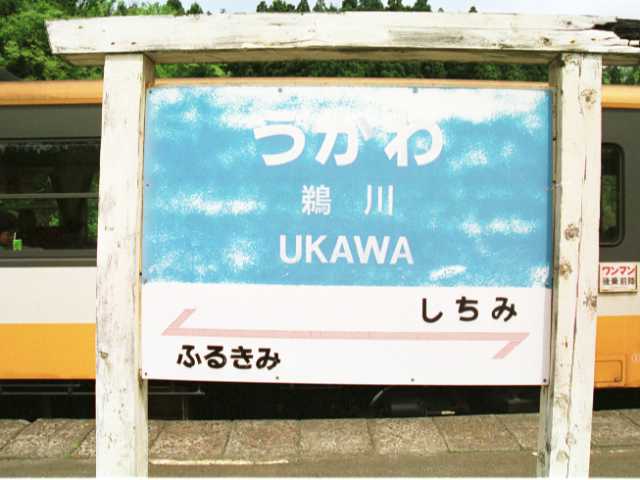 うかわ
鵜川
UKAWA
しちみ
ふるきみ
ワンマン
後乗前降